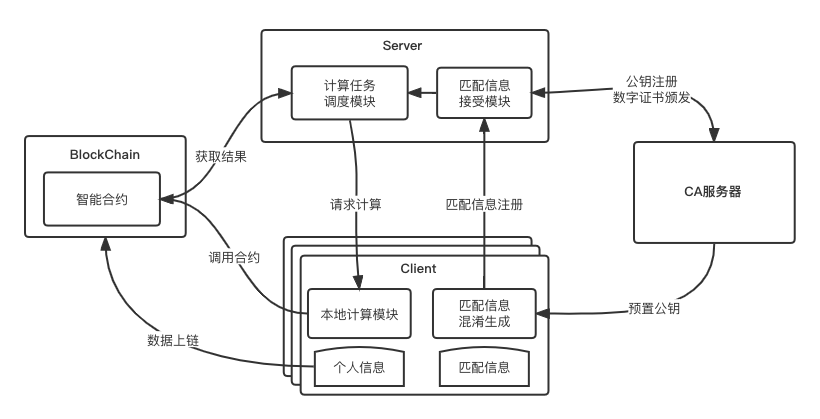 Server
计算任务
调度模块
匹配信息
接受模块
公钥注册
数字证书颁发
BlockChain
智能合约
获取结果
CA服务器
请求计算
匹配信息注册
调用合约
Client
本地计算模块
匹配信息
混淆生成
预置公钥
数据上链
个人信息
匹配信息